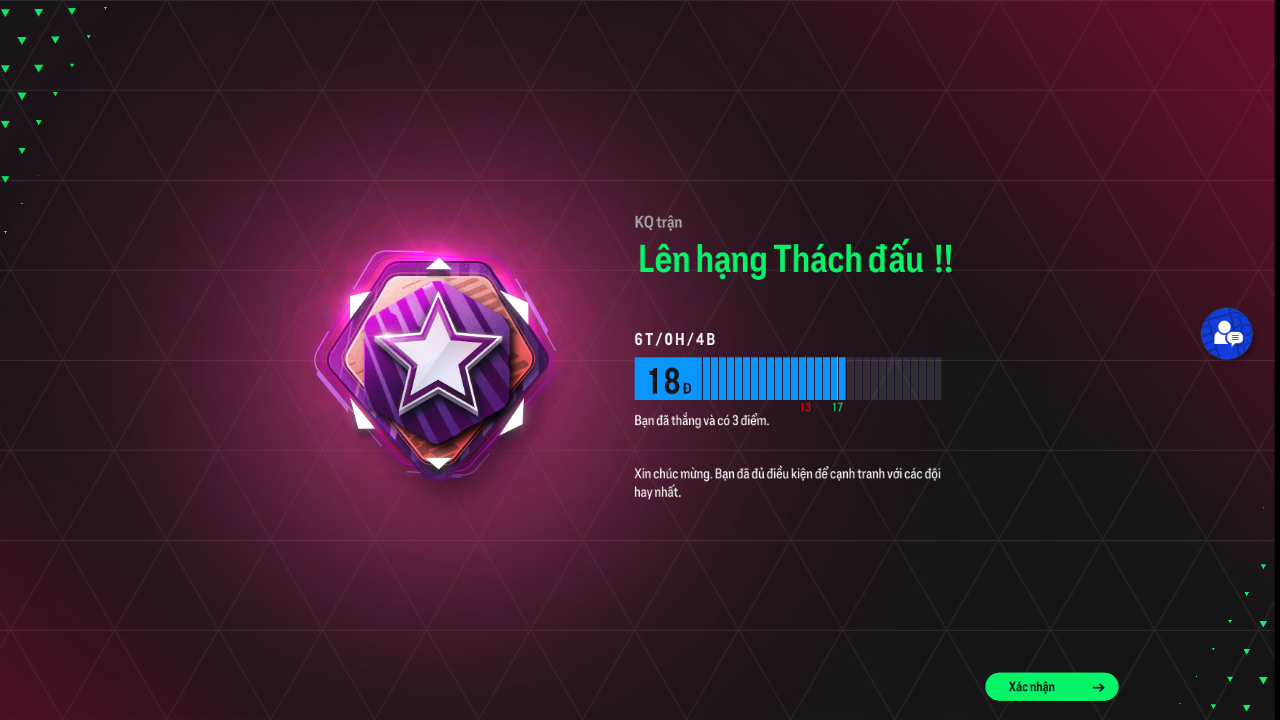 KQ trận
Lên hạng Thách đấu !!
6T/0H/4B
18Đ
13 17
Bạn đã thắng và có 3 điểm.
Xin chúc mừng. Bạn đã đủ điều kiện để cạnh tranh với các đội
hay nhất.
Xác nhận